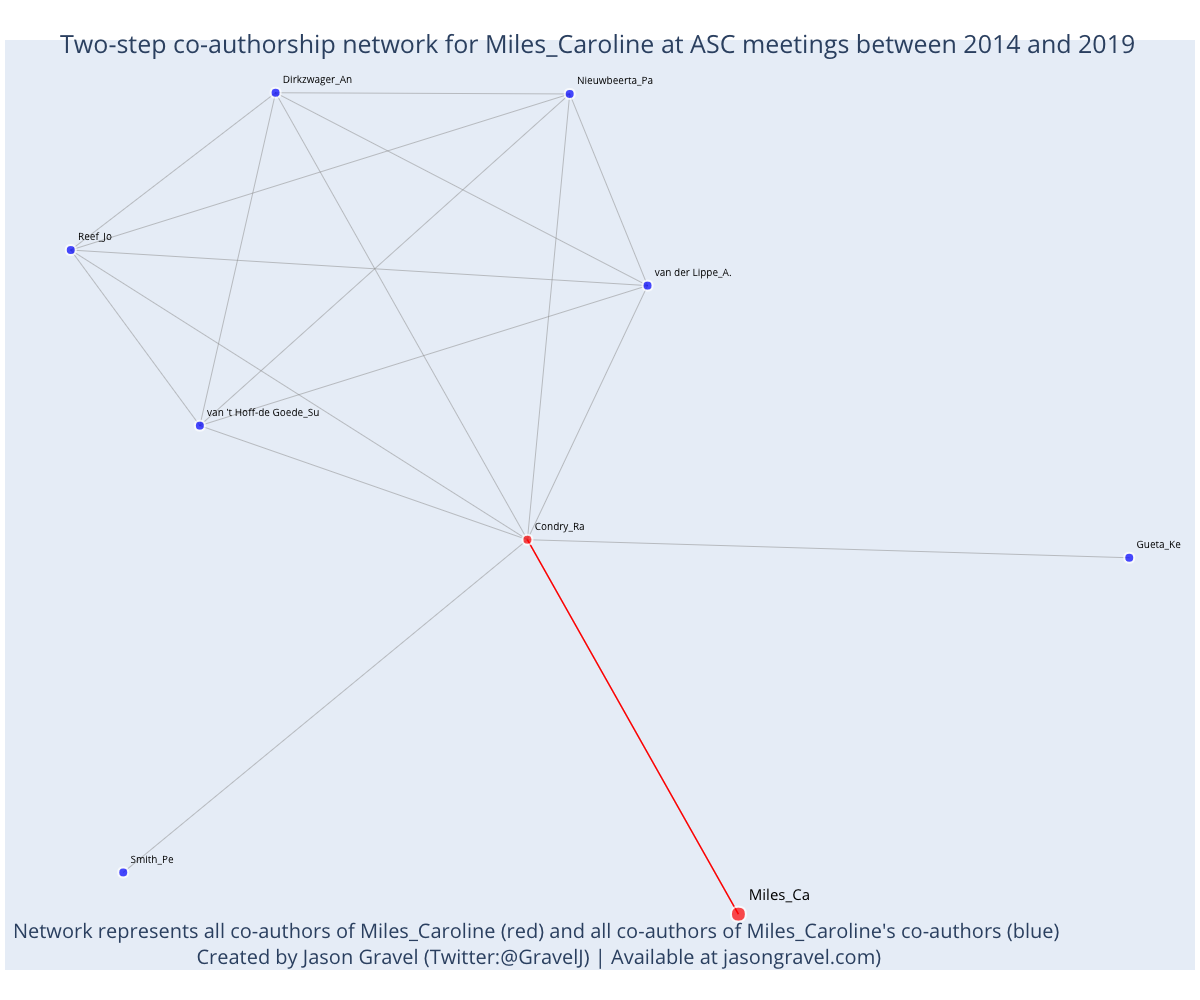 Two-step co-authorship network for Miles_Caroline at ASC meetings between 2014 and 2019
Dirkzwager_An
Nieuwbeerta_Pa
Reef_Jo
van der Lippe_A.
van 't Hoff-de Goede_Su
Condry_Ra
Gueta_Ke
Smith_Pe
Miles_Ca
Network represents all co-authors of Miles_Caroline (red) and all co-authors of Miles_Caroline's co-authors (blue)
Created by Jason Gravel (Twitter:@GravelJ) | Available at jasongravel.com)